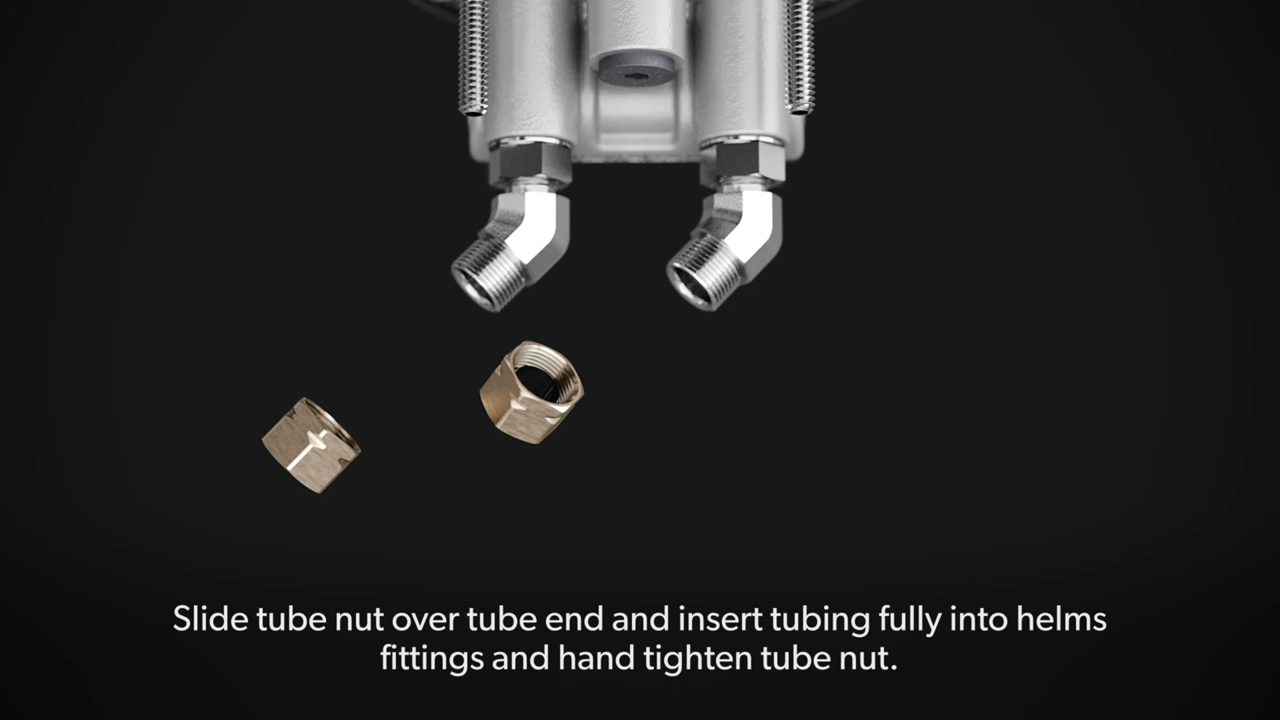 Slide tube nut over tube end and insert tubing fully into helms
fittings and hand tighten tube nut.